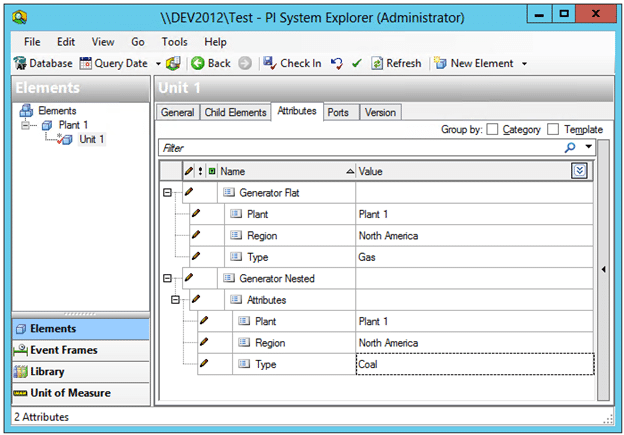 \\DEV2012\Test - PI System Explorer (Administrator)
File Edit View Go Tools Help
Database Query Date Back Check In Refresh New Element
Elements
Elements
Plant 1
Unit 1
Elements
Event Frames
Library
Unit of Measure
Unit 1
General Child Elements Attributes Ports Version
Group by: Category Template
Filter
Name Value
Generator Flat
Plant Plant 1
Region North America
Type Gas
Generator Nested
Attributes
Plant Plant 1
Region North America
Type Coal
2 Attributes